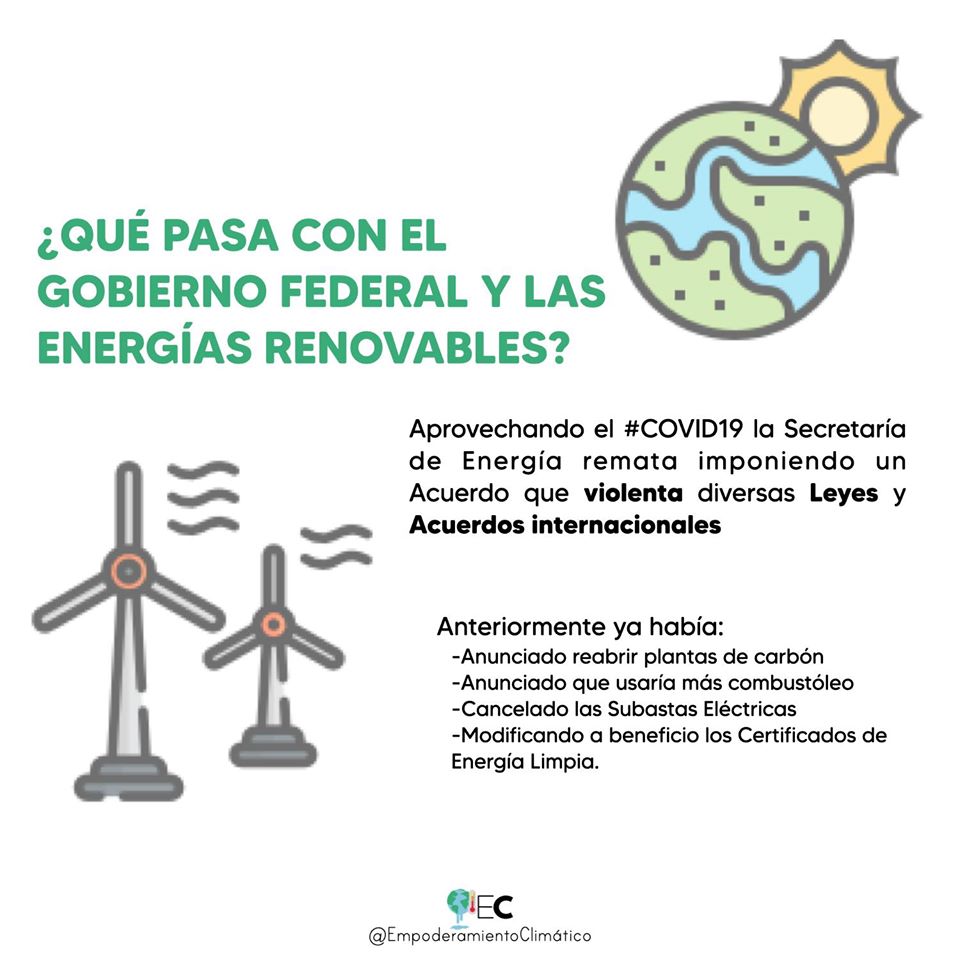 ¿QUÉ PASA CON EL
GOBIERNO FEDERAL Y LAS
ENERGÍAS RENOVABLES?
Aprovechando el #COVID19 la Secretaría
de Energía remata imponiendo un
Acuerdo que violenta diversas Leyes y
Acuerdos internacionales
Anteriormente ya había:
-Anunciado reabrir plantas de carbón
-Anunciado que usaría más combustóleo
-Cancelado las Subastas Eléctricas
-Modificando a beneficio los Certificados de
Energía Limpia.
EC
@EmpoderamientoClimático